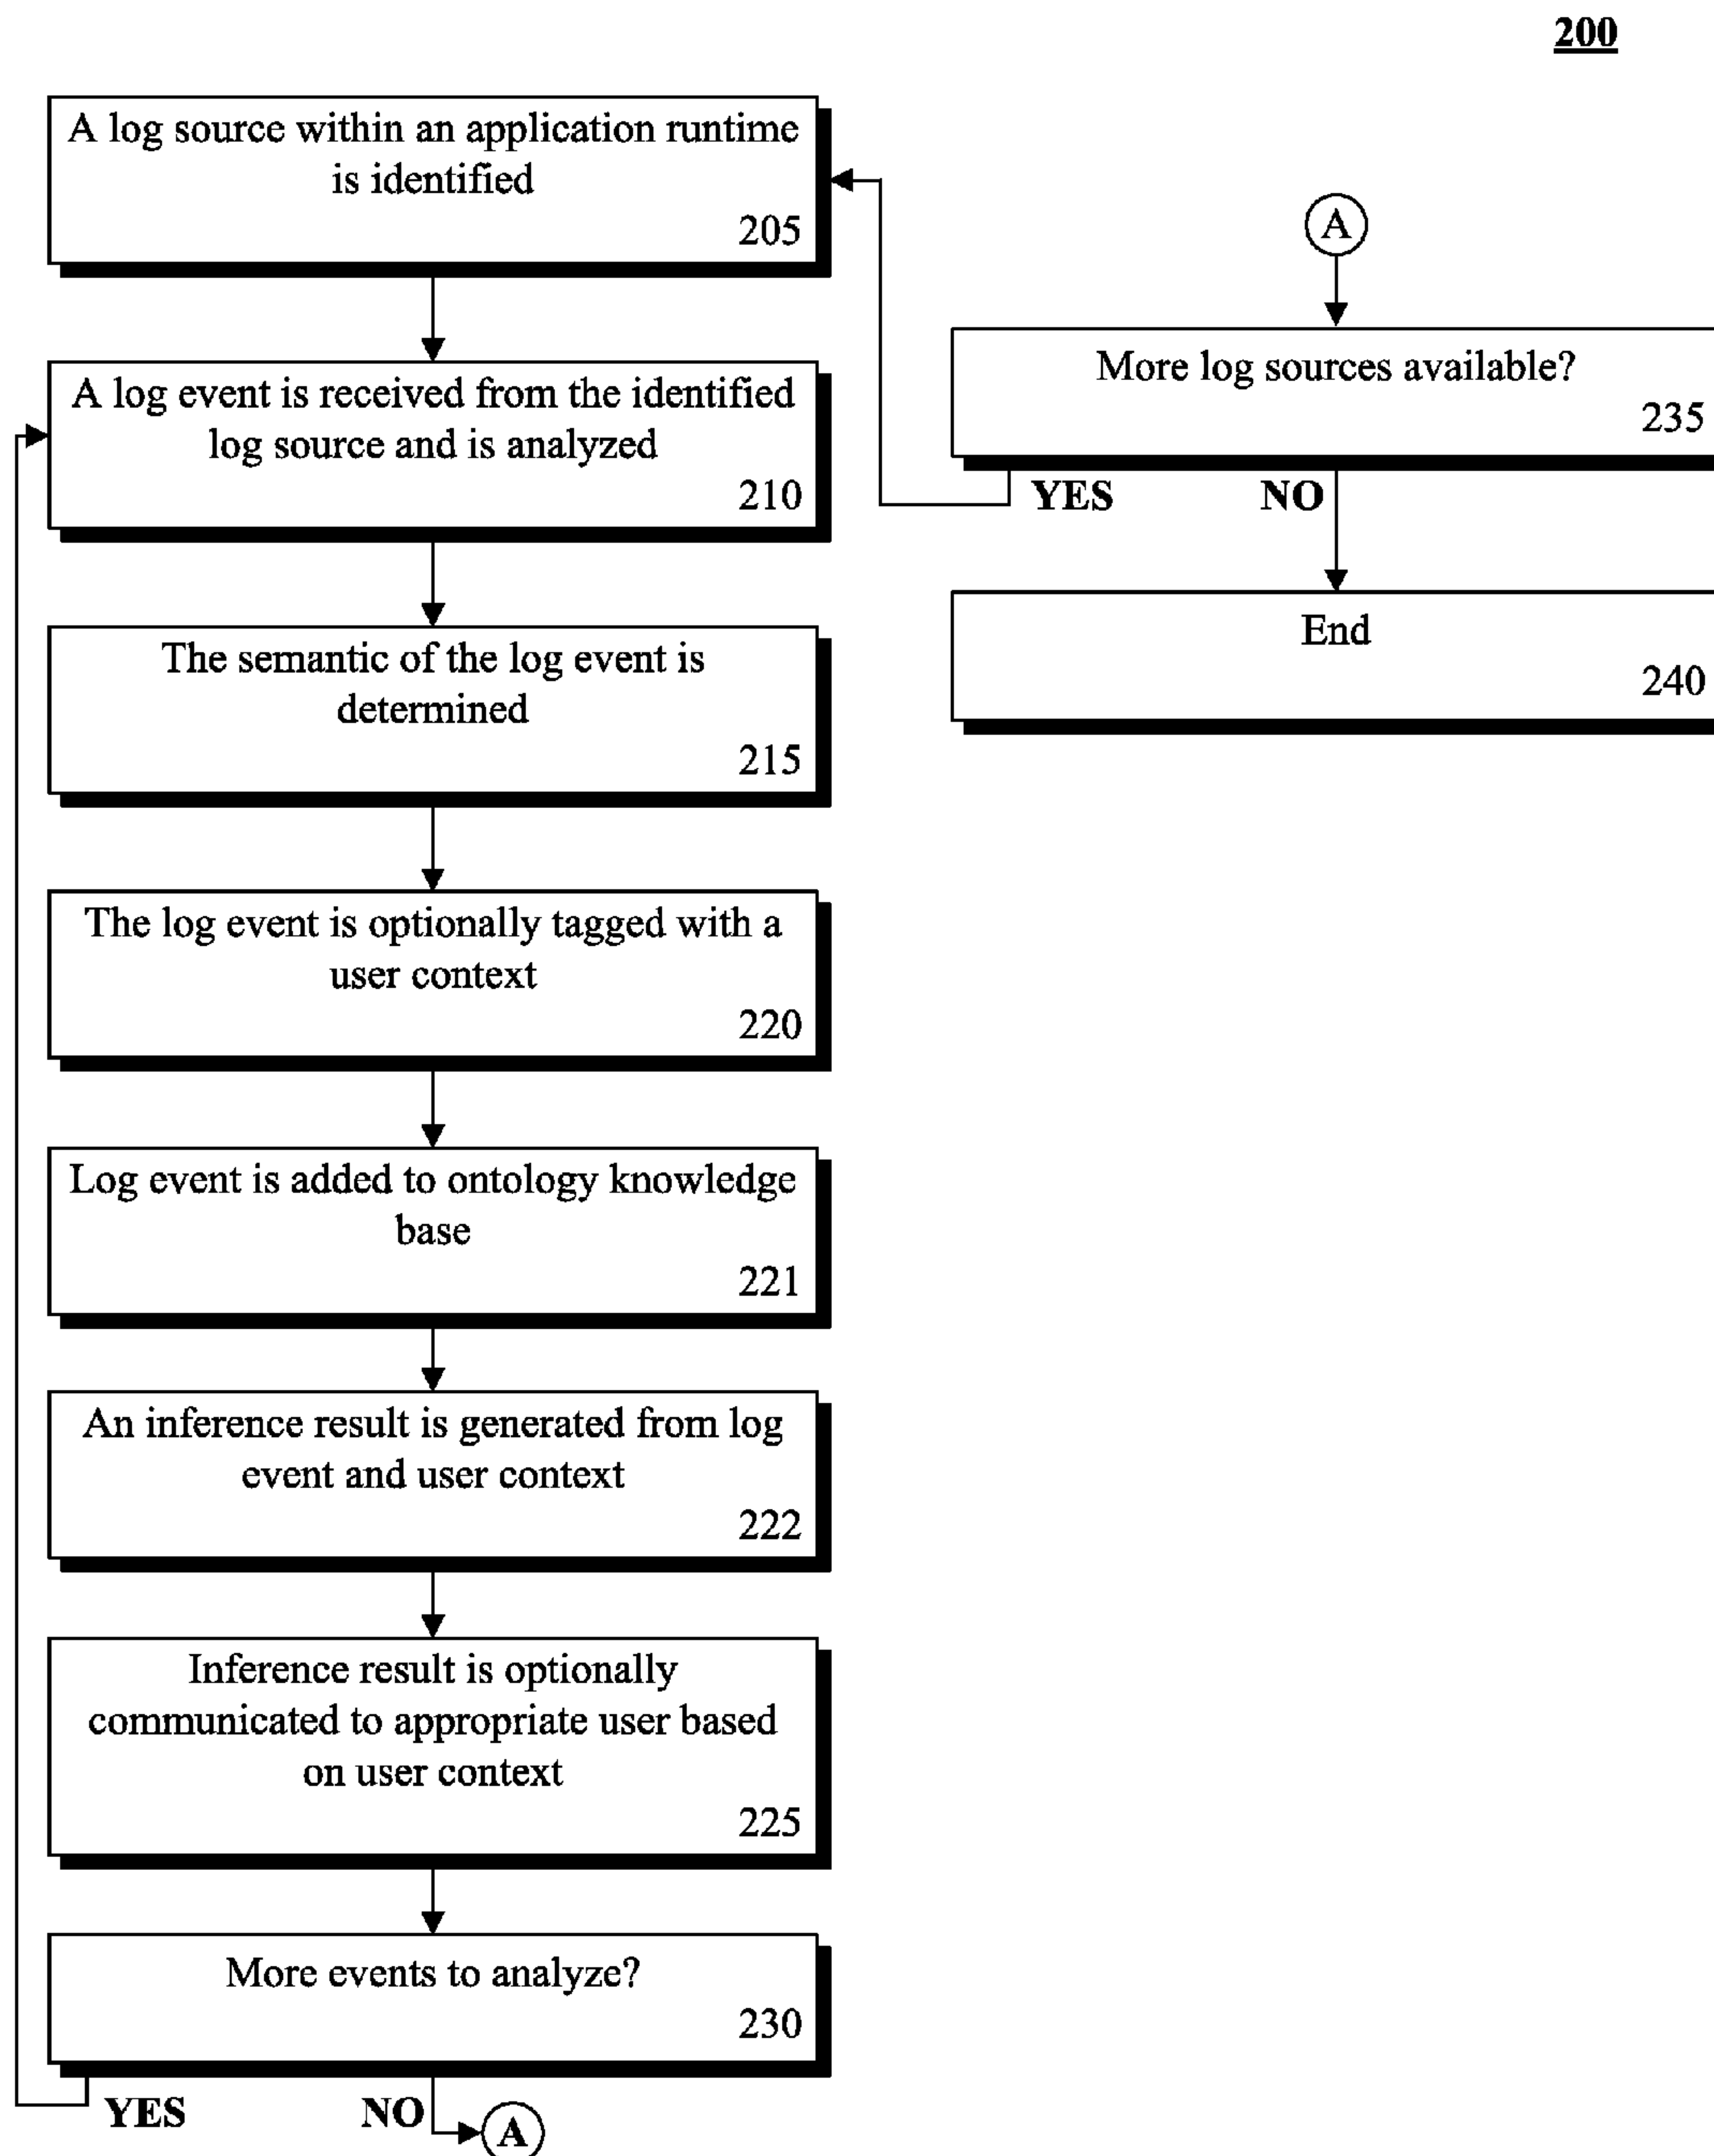 200
A log source within an application runtime
is identified
205
A log event is received from the identified
log source and is analyzed
210
The semantic of the log event is
determined
215
The log event is optionally tagged with a
user context
220
Log event is added to ontology knowledge
base
221
An inference result is generated from log
event and user context
222
Inference result is optionally
communicated to appropriate user based
on user context
225
More events to analyze?
230
YES
NO
A
A
More log sources available?
235
YES
NO
End
240